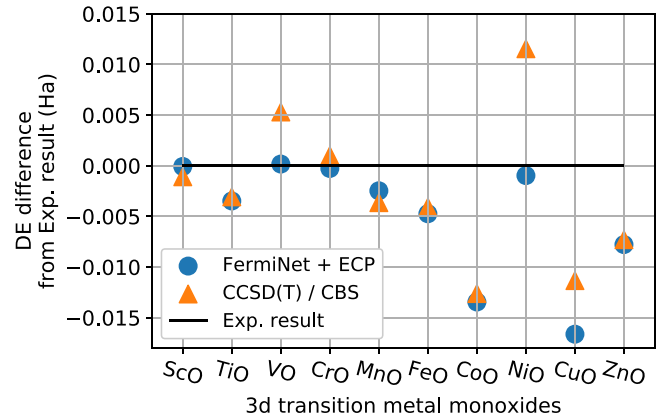 DE difference
from Exp. result (Ha)
0.015
0.010
0.005
0.000
−0.005
−0.010
−0.015
FermiNet + ECP
CCSD(T) / CBS
Exp. result
ScO TiO VO CrO MnO FeO CoO NiO CuO ZnO
3d transition metal monoxides